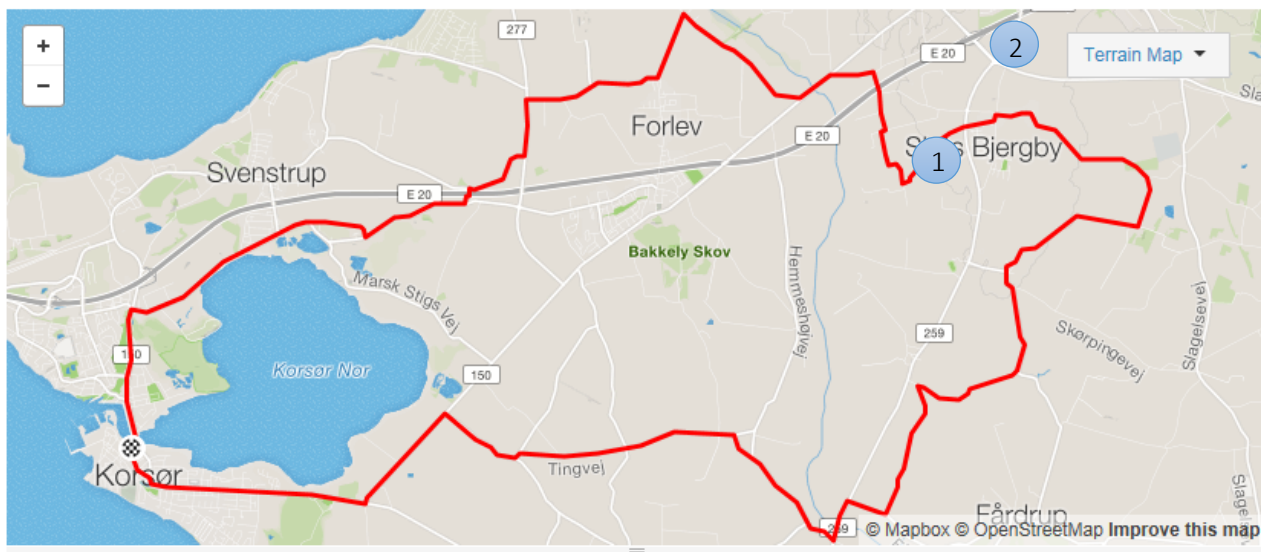 +
−
277
E 20
2
Terrain Map
Forlev
E 20
Bjergby
1
Svenstrup
E 20
Bakkely Skov
Marsk Stigs Vej
Hemmeshøjvej
Slagelsevej
259
Skørpingevej
Korsør Nor
150
150
Korsør
Tingvej
Fårdrup
259
© Mapbox © OpenStreetMap Improve this map